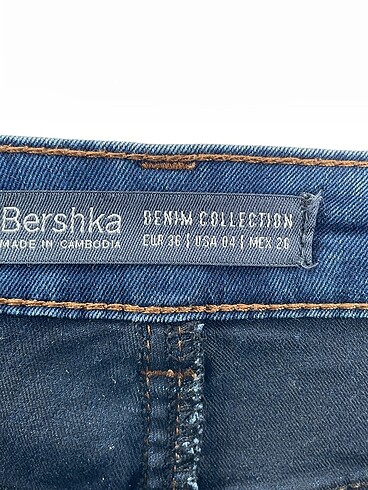 Bershka
MADE IN CAMBODIA
DENIM COLLECTION
EUR 36 | USA 04 | MEX 26